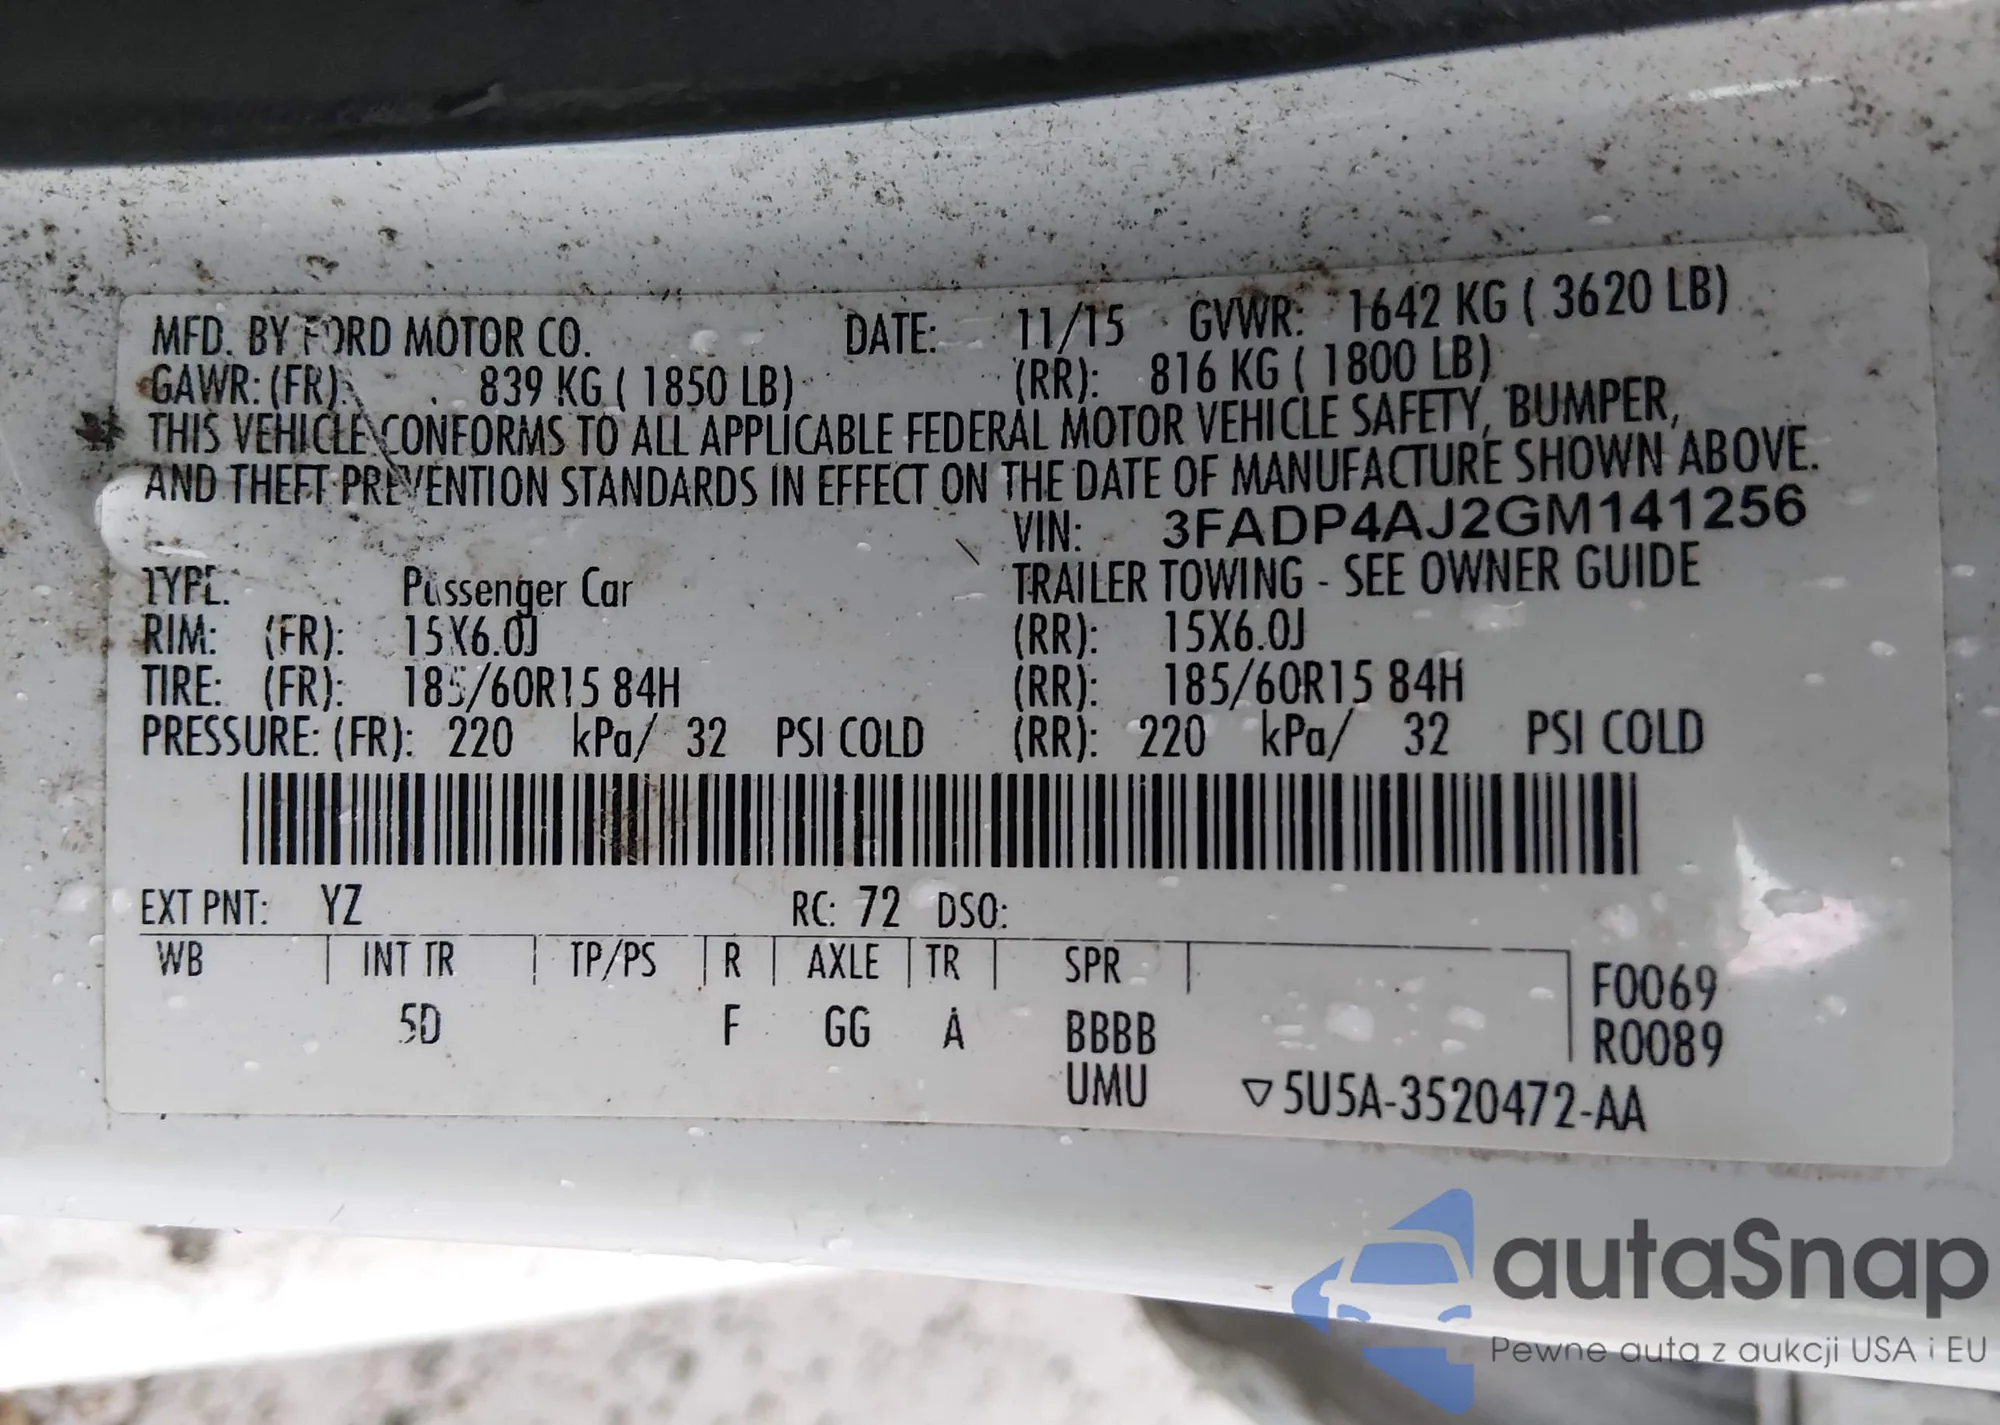 MFD. BY FORD MOTOR CO. DATE: 11/15 GVWR: 1642 KG ( 3620 LB)
GAWR: (FR): 839 KG ( 1850 LB) (RR): 816 KG ( 1800 LB)
THIS VEHICLE CONFORMS TO ALL APPLICABLE FEDERAL MOTOR VEHICLE SAFETY, BUMPER,
AND THEFT PREVENTION STANDARDS IN EFFECT ON THE DATE OF MANUFACTURE SHOWN ABOVE.
VIN: 3FADP4AJ2GM141256
TYPE: Passenger Car TRAILER TOWING - SEE OWNER GUIDE
RIM: (FR): 15X6.0J (RR): 15X6.0J
TIRE: (FR): 185/60R15 84H (RR): 185/60R15 84H
PRESSURE: (FR): 220 kPa/ 32 PSI COLD (RR): 220 kPa/ 32 PSI COLD
EXT PNT: YZ RC: 72 DSO:
WB INT TR TP/PS R AXLE TR SPR F0069
5D F GG A BBBB R0089
UMU ▽5U5A-3520472-AA
autaSnap
Pewne auta z aukcji USA i EU